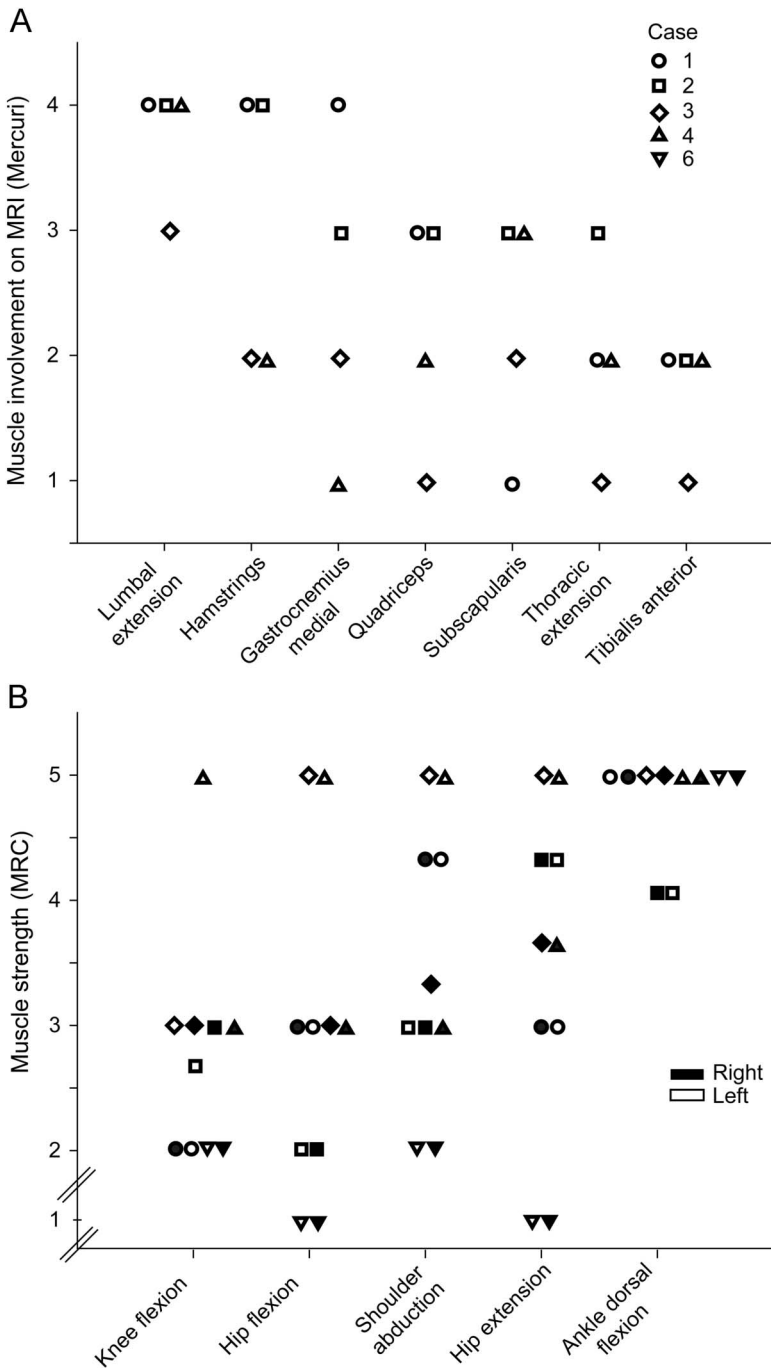 A
Case
1
2
3
4
6
Muscle involvement on MRI (Mercuri)
4
3
2
1
Lumbal
extension
Hamstrings
Gastrocnemius
medial
Quadriceps
Subscapularis
Thoracic
extension
Tibialis anterior
B
Muscle strength (MRC)
5
4
3
2
1
Right
Left
Knee flexion
Hip flexion
Shoulder
abduction
Hip extension
Ankle dorsal
flexion